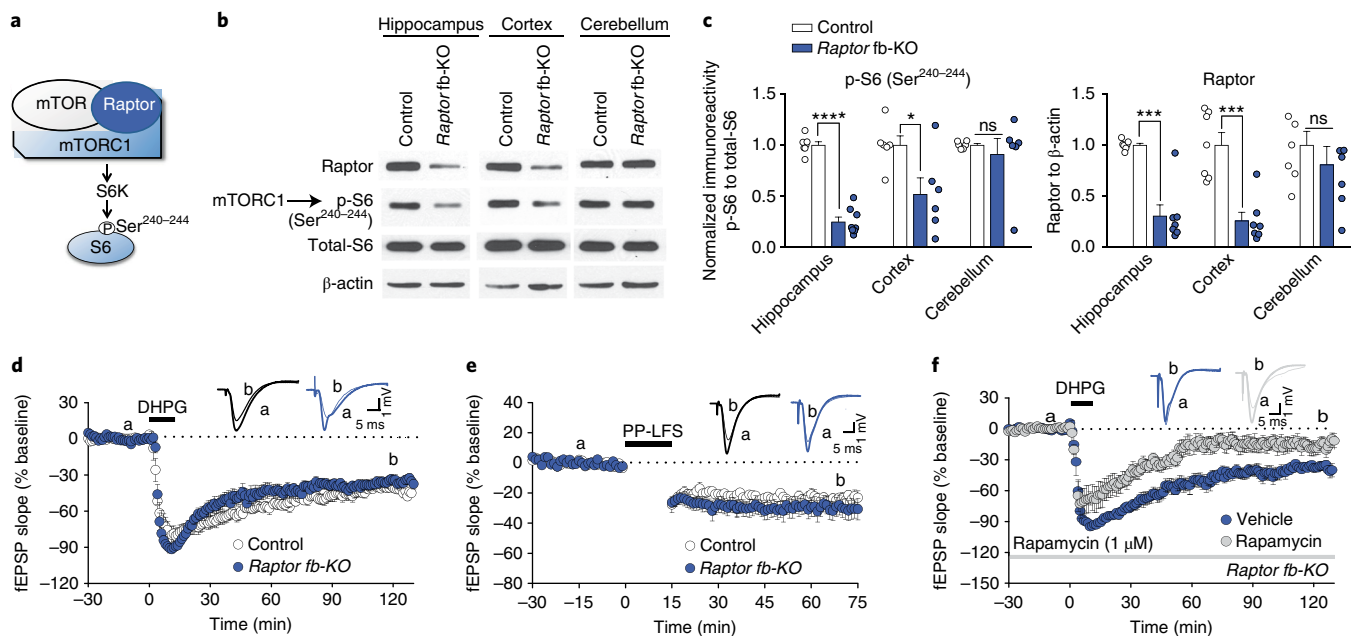 a
mTOR
Raptor
mTORC1
S6K
P
Ser240–244
S6
b
Hippocampus
Cortex
Cerebellum
Control
Raptor fb-KO
Control
Raptor fb-KO
Control
Raptor fb-KO
Raptor
mTORC1
p-S6
(Ser240–244)
Total-S6
β-actin
c
Control
Raptor fb-KO
p-S6 (Ser240–244)
Normalized immunoreactivity
p-S6 to total-S6
1.5
1.0
0.5
0.0
****
*
ns
Hippocampus
Cortex
Cerebellum
Raptor
Raptor to β-actin
1.5
1.0
0.5
0.0
***
***
ns
Hippocampus
Cortex
Cerebellum
d
fEPSP slope (% baseline)
30
0
–30
–60
–90
–120
a
DHPG
b
a
b
a
1 mV
5 ms
b
Control
Raptor fb-KO
–30
0
30
60
90
120
Time (min)
e
fEPSP slope (% baseline)
40
20
0
–20
–40
–60
–80
a
PP-LFS
b
a
b
a
1 mV
5 ms
b
Control
Raptor fb-KO
–30
–15
0
15
30
45
60
75
Time (min)
f
fEPSP slope (% baseline)
30
0
–30
–60
–90
–120
–150
a
DHPG
b
a
b
a
1 mV
5 ms
b
Vehicle
Rapamycin
Rapamycin (1 μM)
Raptor fb-KO
–30
0
30
60
90
120
Time (min)